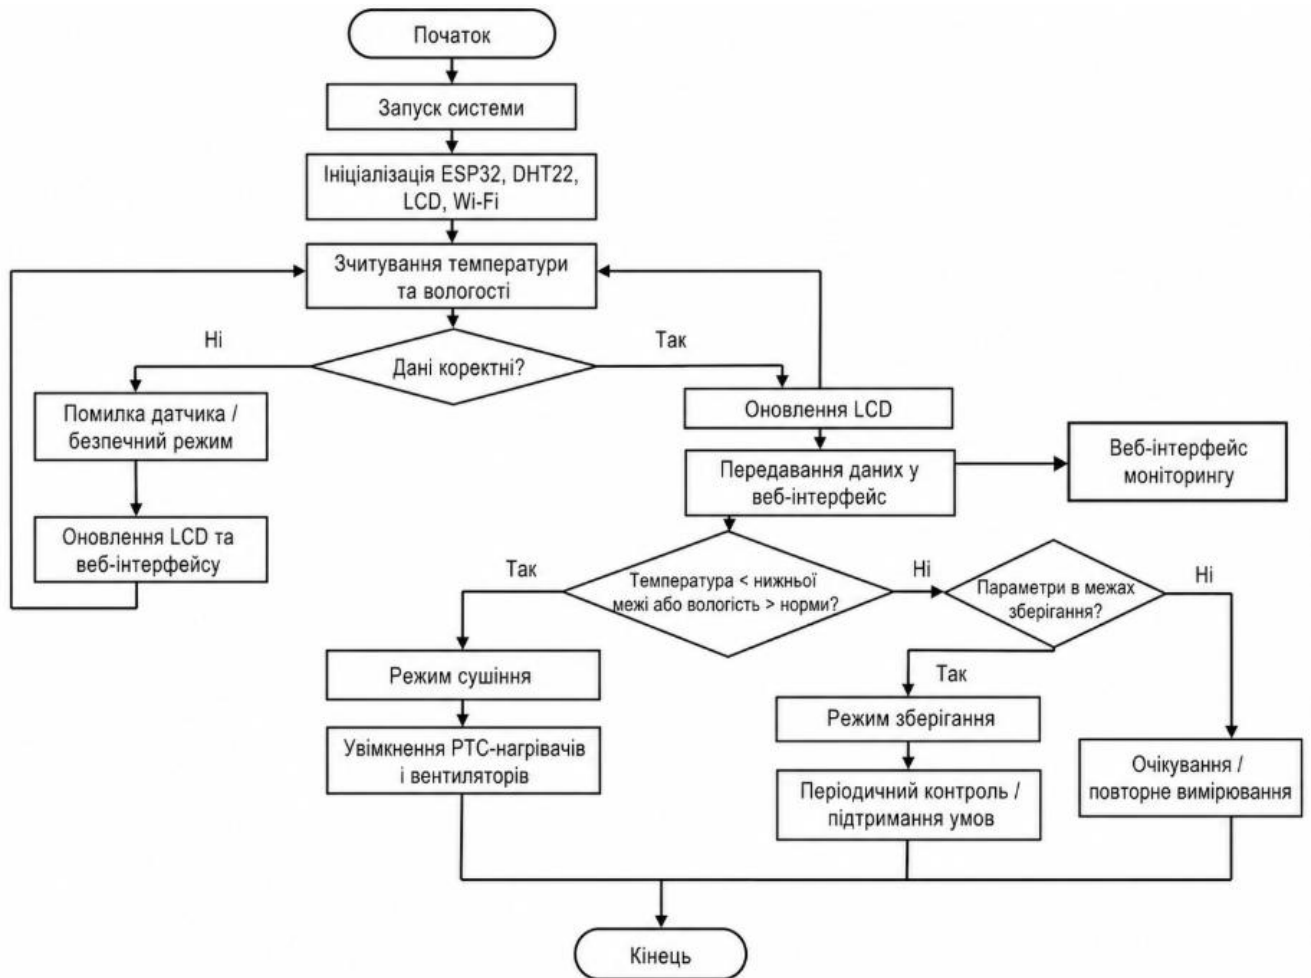 Початок
Запуск системи
Ініціалізація ESP32, DHT22,
LCD, Wi-Fi
Зчитування температури
та вологості
Ні
Так
Дані коректні?
Помилка датчика /
безпечний режим
Оновлення LCD
Передавання даних у
веб-інтерфейс
Веб-інтерфейс
моніторингу
Оновлення LCD та
веб-інтерфейсу
Так
Температура < нижньої
межі або вологість > норми?
Ні
Параметри в межах
зберігання?
Ні
Режим сушіння
Так
Режим зберігання
Увімкнення PTC-нагрівачів
і вентиляторів
Періодичний контроль /
підтримання умов
Очікування /
повторне вимірювання
Кінець